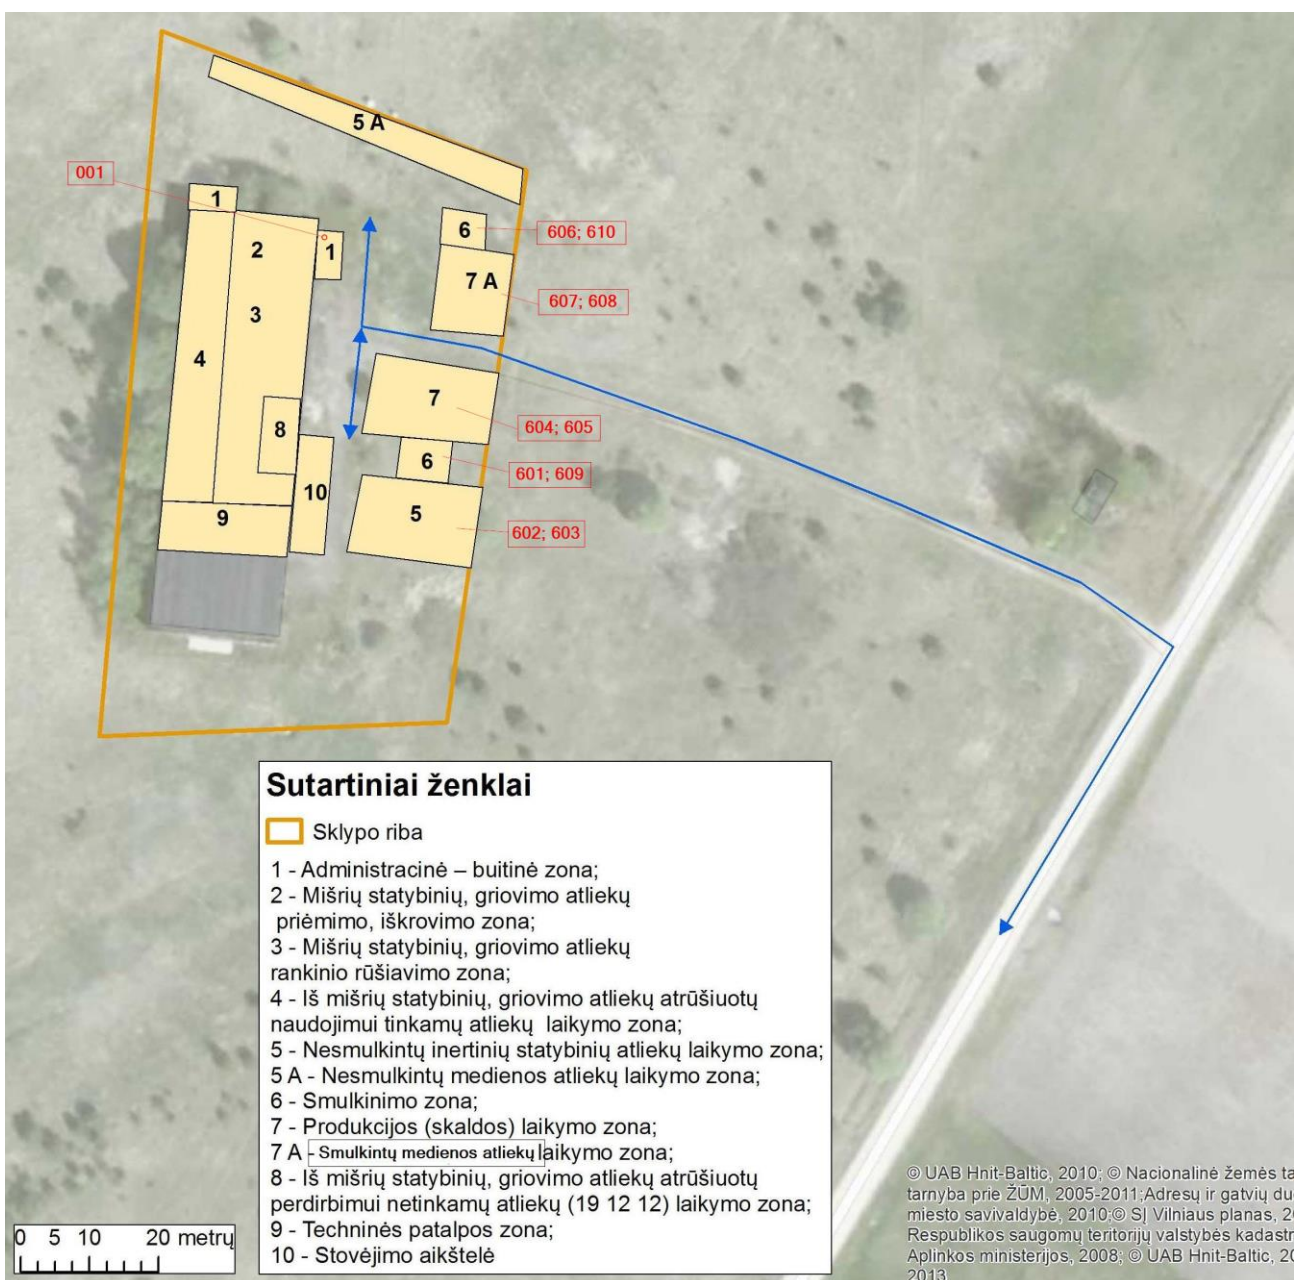 5 A
001
1
6
606; 610
2
1
7 A
607; 608
3
4
7
604; 605
8
6
601; 609
10
5
9
602; 603
Sutartiniai ženklai
Sklypo riba
1 - Administracinė – buitinė zona;
2 - Mišrių statybinių, griovimo atliekų
priėmimo, iškrovimo zona;
3 - Mišrių statybinių, griovimo atliekų
rankinio rūšiavimo zona;
4 - Iš mišrių statybinių, griovimo atliekų atrūšiuotų
naudojimui tinkamų atliekų laikymo zona;
5 - Nesmulkintų inertinių statybinių atliekų laikymo zona;
5 A - Nesmulkintų medienos atliekų laikymo zona;
6 - Smulkinimo zona;
7 - Produkcijos (skaldos) laikymo zona;
7 A - Smulkintų medienos atliekų laikymo zona;
8 - Iš mišrių statybinių, griovimo atliekų atrūšiuotų
perdirbimui netinkamų atliekų (19 12 12) laikymo zona;
9 - Techninės patalpos zona;
10 - Stovėjimo aikštelė
0 5 10 20 metrų
© UAB Hnit-Baltic, 2010; © Nacionalinė žemės ta
tarnyba prie ŽŪM, 2005-2011;Adresų ir gatvių du
miesto savivaldybė, 2010;© SĮ Vilniaus planas, 20
Respublikos saugomų teritorijų valstybės kadastr
Aplinkos ministerijos, 2008; © UAB Hnit-Baltic, 20
2013